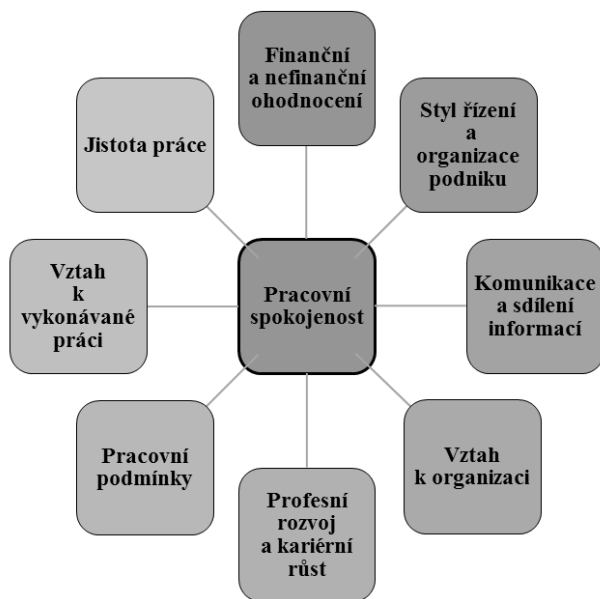 Finanční
a nefinanční
ohodnocení
Styl řízení
a
organizace
podniku
Komunikace
a sdílení
informací
Vztah
k organizaci
Profesní
rozvoj
a kariérní
růst
Pracovní
podmínky
Vztah
k
vykonávané
práci
Jistota práce
Pracovní
spokojenost